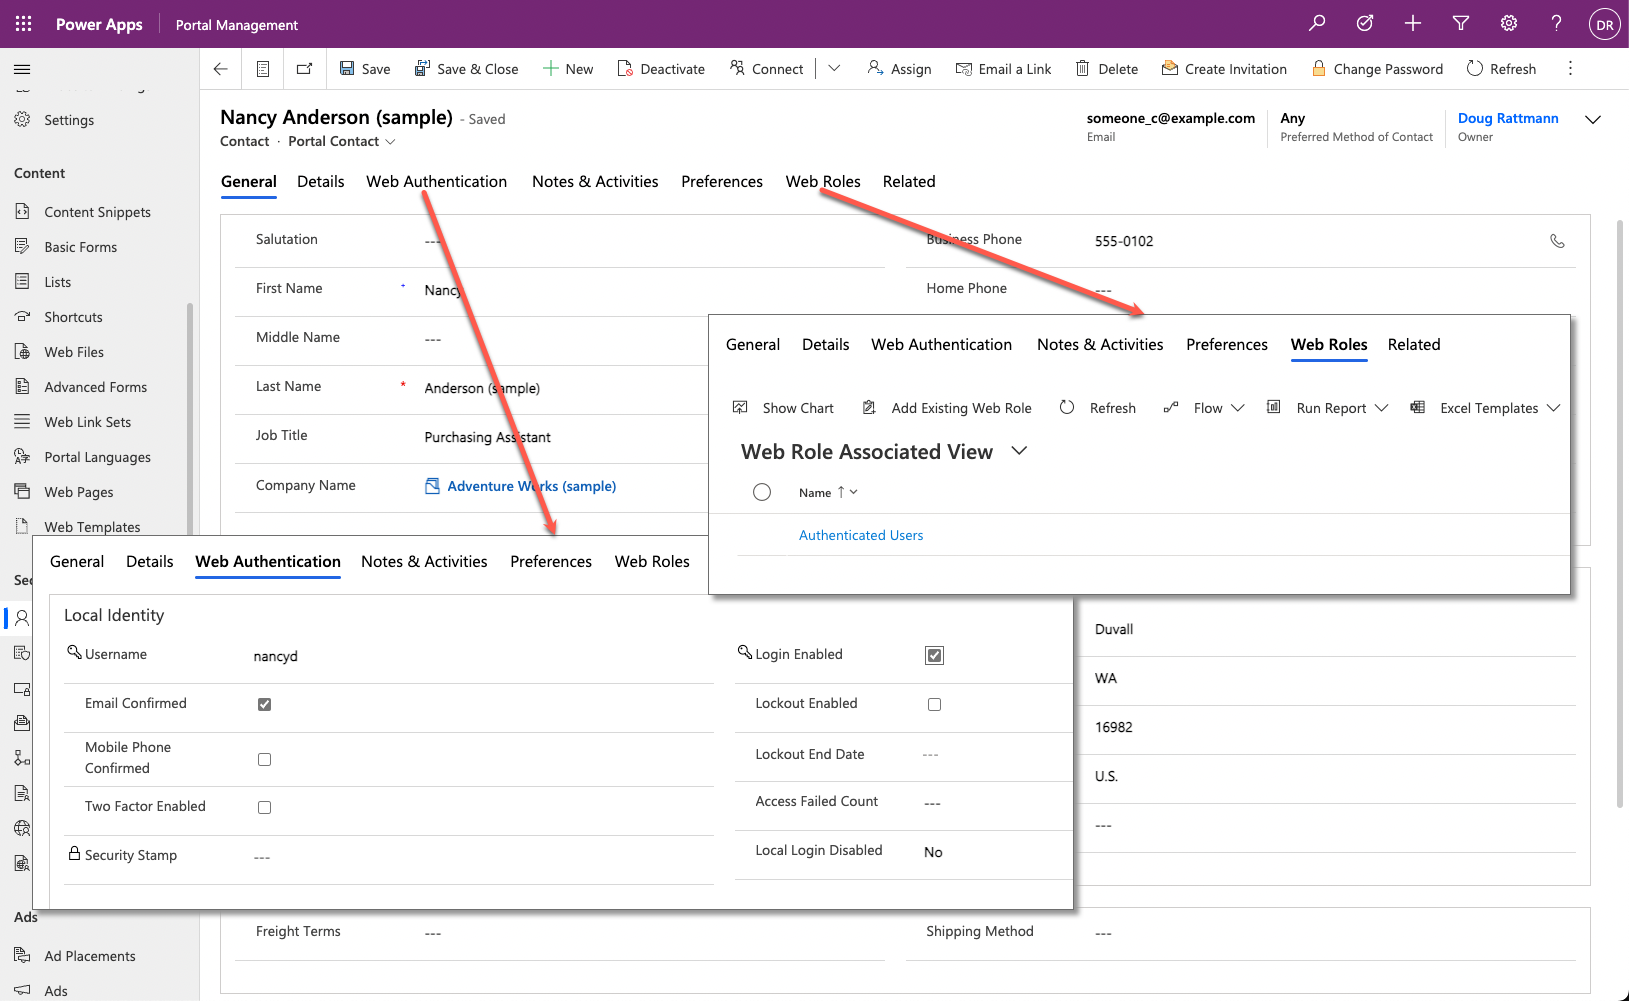 Power Apps
Portal Management
DR
Save
Save & Close
New
Deactivate
Connect
Assign
Email a Link
Delete
Create Invitation
Change Password
Refresh
Nancy Anderson (sample) - Saved
Contact · Portal Contact
someone_c@example.com
Email
Any
Preferred Method of Contact
Doug Rattmann
Owner
General
Details
Web Authentication
Notes & Activities
Preferences
Web Roles
Related
Settings
Content
Content Snippets
Basic Forms
Lists
Shortcuts
Web Files
Advanced Forms
Web Link Sets
Portal Languages
Web Pages
Web Templates
Ads
Ad Placements
Ads
Salutation
---
First Name
Nancy
Middle Name
---
Last Name
*
Anderson (sample)
Job Title
Purchasing Assistant
Company Name
Adventure Works (sample)
Business Phone
555-0102
Home Phone
---
General
Details
Web Authentication
Notes & Activities
Preferences
Web Roles
Related
Show Chart
Add Existing Web Role
Refresh
Flow
Run Report
Excel Templates
Web Role Associated View
Name ↑
Authenticated Users
General
Details
Web Authentication
Notes & Activities
Preferences
Web Roles
Local Identity
Username
nancyd
Email Confirmed
Mobile Phone
Confirmed
Two Factor Enabled
Security Stamp
---
Login Enabled
Lockout Enabled
Lockout End Date
---
Access Failed Count
---
Local Login Disabled
No
Duvall
WA
16982
U.S.
---
Freight Terms
---
Shipping Method
---